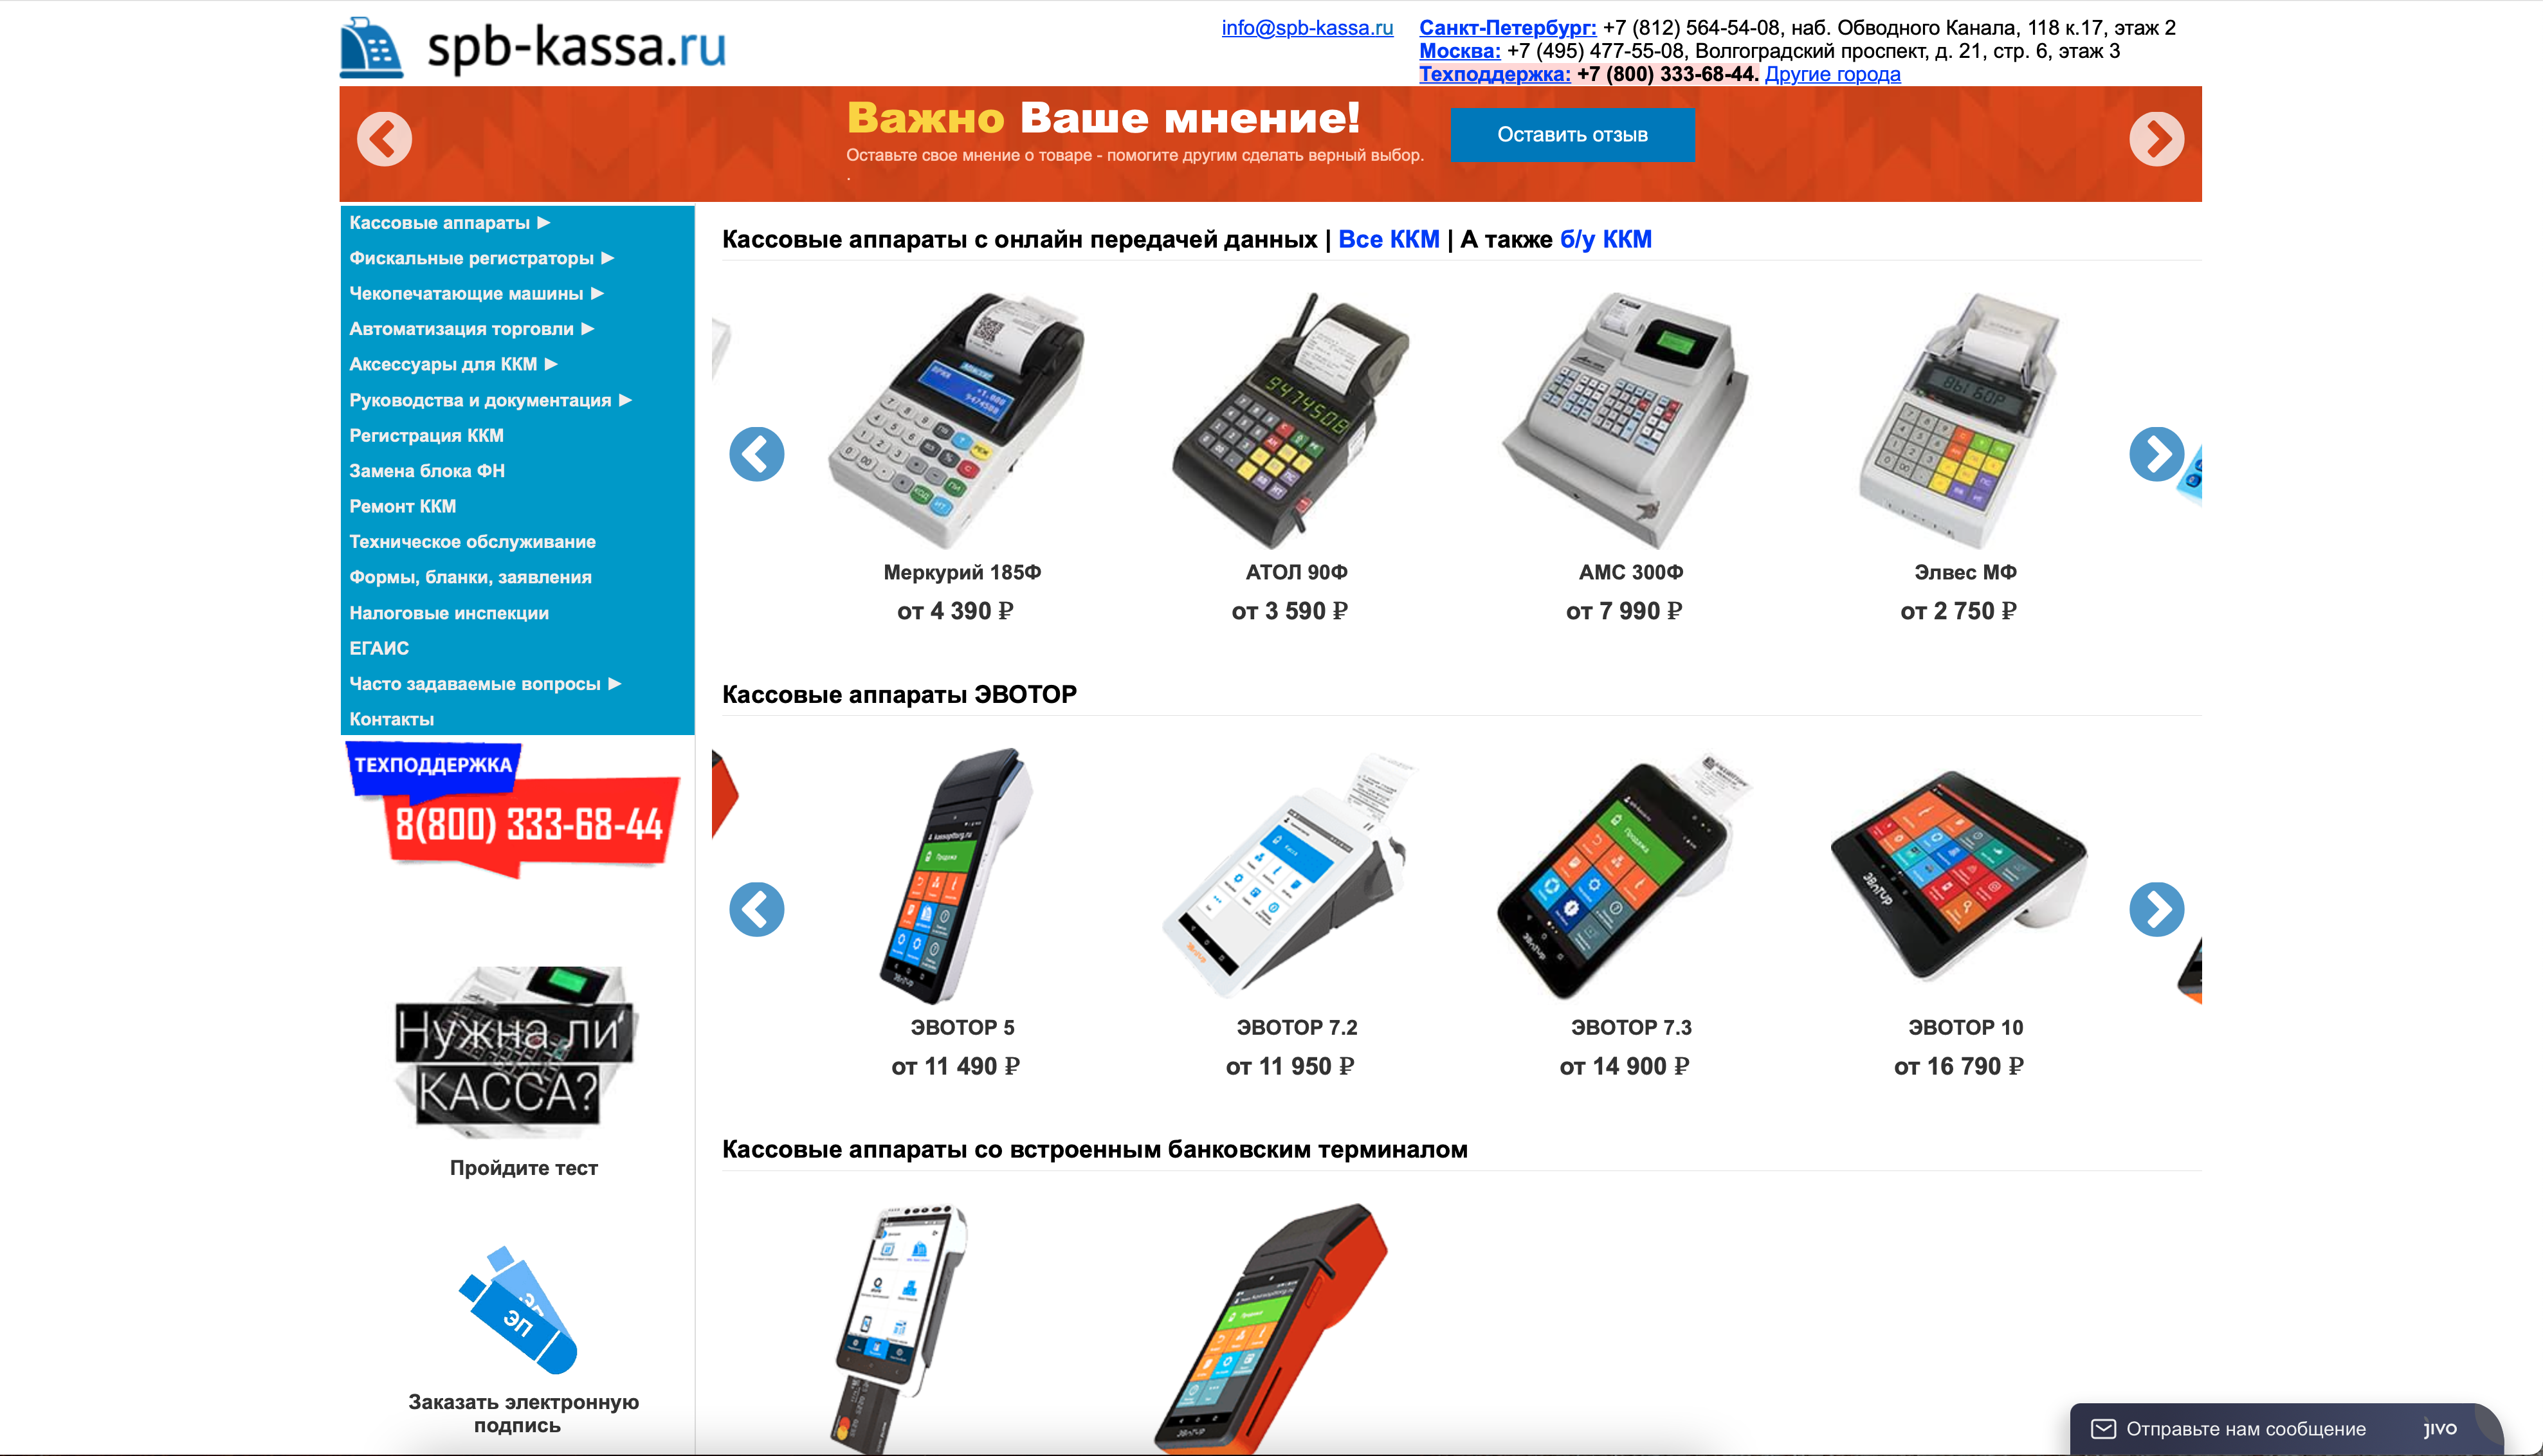 spb-kassa.ru
info@spb-kassa.ru
Санкт-Петербург: +7 (812) 564-54-08, наб. Обводного Канала, 118 к.17, этаж 2
Москва: +7 (495) 477-55-08, Волгоградский проспект, д. 21, стр. 6, этаж 3
Техподдержка: +7 (800) 333-68-44. Другие города
Важно Ваше мнение!
Оставьте свое мнение о товаре - помогите другим сделать верный выбор.
.
Оставить отзыв
Кассовые аппараты ►
Фискальные регистраторы ►
Чекопечатающие машины ►
Автоматизация торговли ►
Аксессуары для ККМ ►
Руководства и документация ►
Регистрация ККМ
Замена блока ФН
Ремонт ККМ
Техническое обслуживание
Формы, бланки, заявления
Налоговые инспекции
ЕГАИС
Часто задаваемые вопросы ►
Контакты
ТЕХПОДДЕРЖКА
8(800) 333-68-44
Нужна ли
КАССА?
Пройдите тест
ЭП
Заказать электронную
подпись
Кассовые аппараты с онлайн передачей данных | Все ККМ | А также б/у ККМ
Меркурий 185Ф
от 4 390 ₽
АТОЛ 90Ф
от 3 590 ₽
АМС 300Ф
от 7 990 ₽
Элвес МФ
от 2 750 ₽
Кассовые аппараты ЭВОТОР
ЭВОТОР 5
от 11 490 ₽
ЭВОТОР 7.2
от 11 950 ₽
ЭВОТОР 7.3
от 14 900 ₽
ЭВОТОР 10
от 16 790 ₽
Кассовые аппараты со встроенным банковским терминалом
Отправьте нам сообщение
jivo